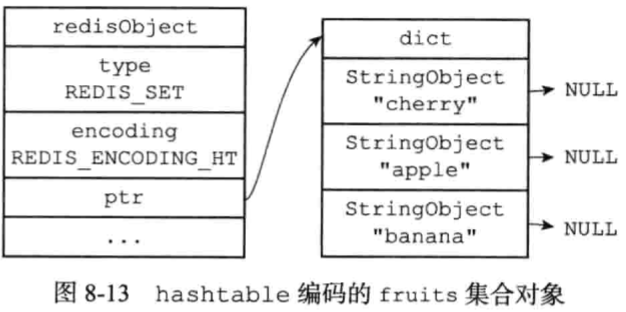 redisObject
type
REDIS_SET
encoding
REDIS_ENCODING_HT
ptr
...
dict
StringObject
"cherry"
NULL
StringObject
"apple"
NULL
StringObject
"banana"
NULL
图 8-13 hashtable 编码的 fruits 集合对象